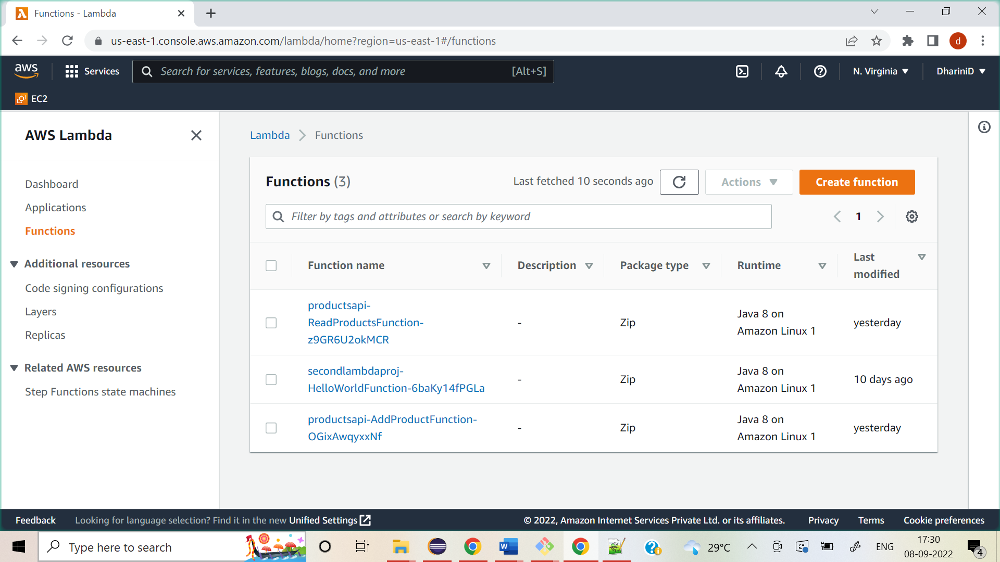 Functions - Lambda
us-east-1.console.aws.amazon.com/lambda/home?region=us-east-1#/functions
d
aws
Services
Search for services, features, blogs, docs, and more
[Alt+S]
N. Virginia
DhariniD
EC2
AWS Lambda
Dashboard
Applications
Functions
Additional resources
Code signing configurations
Layers
Replicas
Related AWS resources
Step Functions state machines
Lambda
Functions
Functions (3)
Last fetched 10 seconds ago
Actions
Create function
Filter by tags and attributes or search by keyword
1
Function name
Description
Package type
Runtime
Last
modified
productsapi-
ReadProductsFunction-
z9GR6U2okMCR
-
Zip
Java 8 on
Amazon Linux 1
yesterday
secondlambdaproj-
HelloWorldFunction-6baKy14fPGLa
-
Zip
Java 8 on
Amazon Linux 1
10 days ago
productsapi-AddProductFunction-
OGixAwqyxxNf
-
Zip
Java 8 on
Amazon Linux 1
yesterday
Feedback
Looking for language selection? Find it in the new Unified Settings
© 2022, Amazon Internet Services Private Ltd. or its affiliates.
Privacy
Terms
Cookie preferences
Type here to search
W
29°C
ENG
17:30
08-09-2022
4